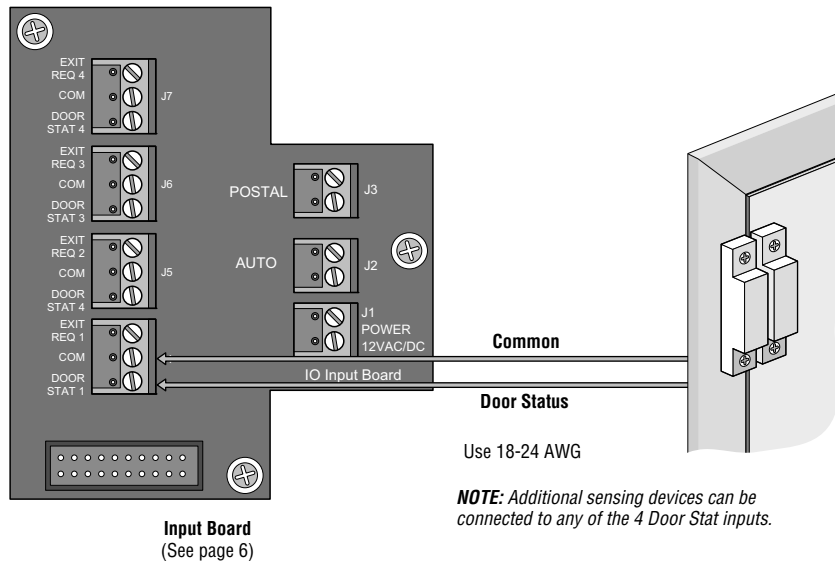 EXIT
REQ 4
COM
DOOR
STAT 4
J7
EXIT
REQ 3
COM
DOOR
STAT 3
J6
EXIT
REQ 2
COM
DOOR
STAT 4
J5
EXIT
REQ 1
COM
DOOR
STAT 1
POSTAL
J3
AUTO
J2
J1
POWER
12VAC/DC
IO Input Board
Common
Door Status
Use 18-24 AWG
NOTE: Additional sensing devices can be
connected to any of the 4 Door Stat inputs.
Input Board
(See page 6)